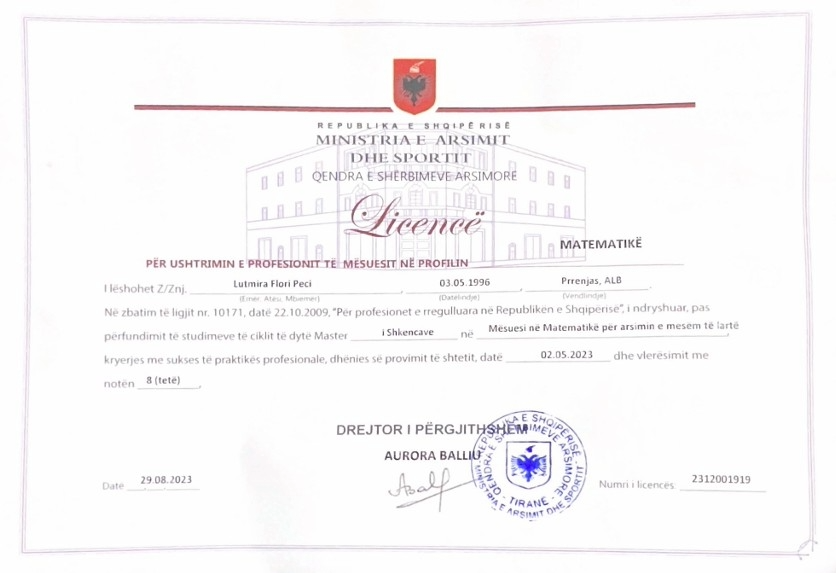 REPUBLIKA E SHQIPËRISË
MINISTRIA E ARSIMIT
DHE SPORTIT
QENDRA E SHËRBIMEVE ARSIMORE
Licencë
MATEMATIKË
PËR USHTRIMIN E PROFESIONIT TË MËSUESIT NË PROFILIN
I lëshohet Z/Znj. Lutmira Flori Peci, 03.05.1996, Prrenjas, ALB.
(Emër, Atësi, Mbiemër) (Datëlindje) (Vendlindje)
Në zbatim të ligjit nr. 10171, datë 22.10.2009, "Për profesionet e rregulluara në Republiken e Shqipërisë", i ndryshuar, pas
përfundimit të studimeve të ciklit të dytë Master i Shkencave në Mësuesi në Matematikë për arsimin e mesëm të lartë,
kryerjes me sukses të praktikës profesionale, dhënies së provimit të shtetit, datë 02.05.2023 dhe vlerësimit me
notën 8 (tetë),
DREJTOR I PËRGJITHSHËM
AURORA BALLIU
Datë 29.08.2023
Numri i licencës 2312001919
REPUBLIKA E SHQIPËRISË
QENDRA E SHËRBIMEVE ARSIMORE
MINISTRIA E ARSIMIT DHE SPORTIT
- TIRANË -